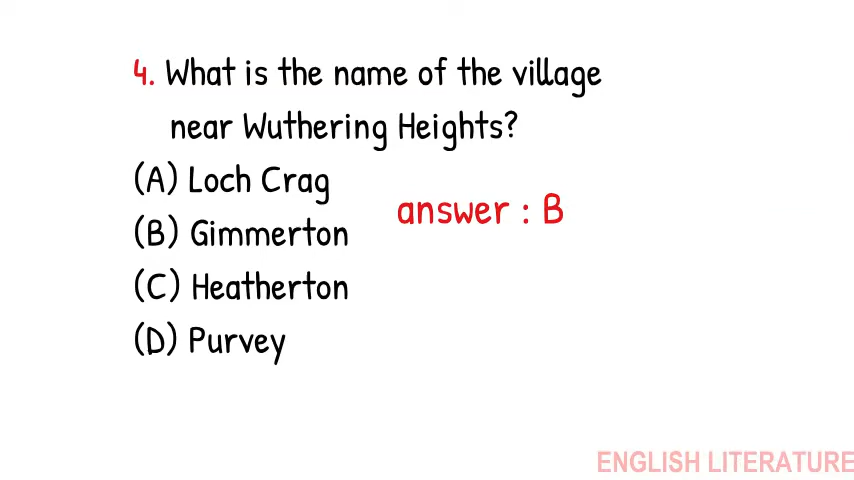 4. What is the name of the village
near Wuthering Heights?
(A) Loch Crag
answer : B
(B) Gimmerton
(C) Heatherton
(D) Purvey
ENGLISH LITERATURE